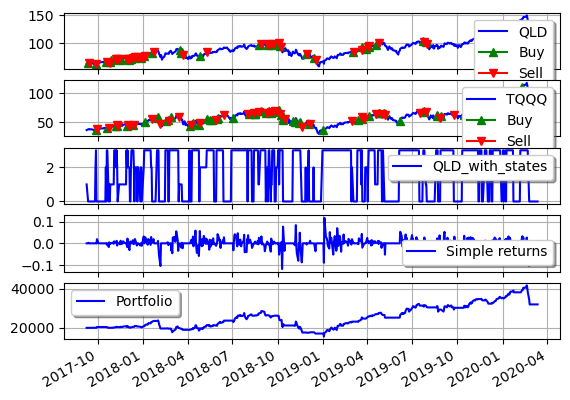 150
100
QLD
Buy
Sell
100
50
TQQQ
Buy
Sell
2
0
QLD_with_states
0.1
0.0
−0.1
Simple returns
40000
20000
Portfolio
2017-10
2018-01
2018-04
2018-07
2018-10
2019-01
2019-04
2019-07
2019-10
2020-01
2020-04